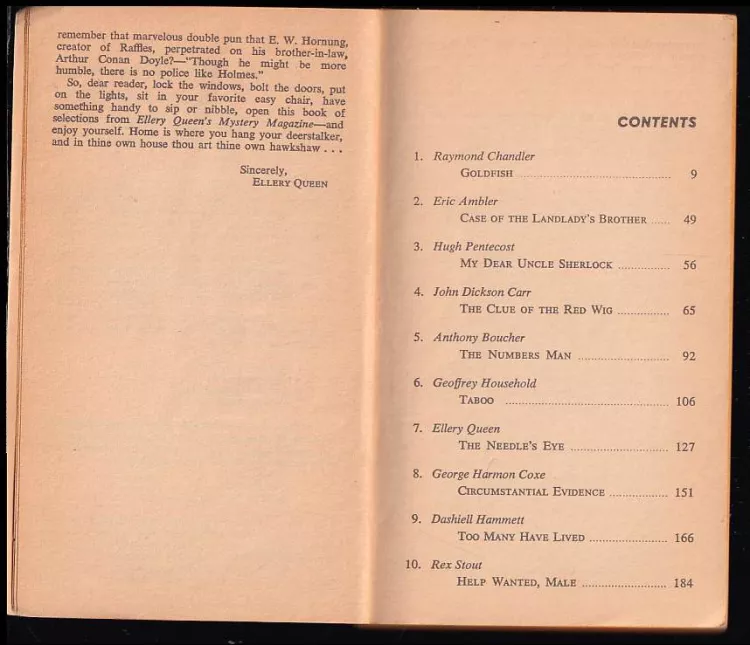 remember that marvelous double pun that E. W. Hornung,
creator of Raffles, perpetrated on his brother-in-law,
Arthur Conan Doyle?—"Though he might be more
humble, there is no police like Holmes."
So, dear reader, lock the windows, bolt the doors, put
on the lights, sit in your favorite easy chair, have
something handy to sip or nibble, open this book of
selections from Ellery Queen's Mystery Magazine—and
enjoy yourself. Home is where you hang your deerstalker,
and in thine own house thou art thine own hawkshaw . . .
Sincerely,
ELLERY QUEEN
CONTENTS
1. Raymond Chandler
GOLDFISH ........ 9
2. Eric Ambler
CASE OF THE LANDLADY'S BROTHER ........ 49
3. Hugh Pentecost
MY DEAR UNCLE SHERLOCK ........ 56
4. John Dickson Carr
THE CLUE OF THE RED WIG ........ 65
5. Anthony Boucher
THE NUMBERS MAN ........ 92
6. Geoffrey Household
TABOO ........ 106
7. Ellery Queen
THE NEEDLE'S EYE ........ 127
8. George Harmon Coxe
CIRCUMSTANTIAL EVIDENCE ........ 151
9. Dashiell Hammett
TOO MANY HAVE LIVED ........ 166
10. Rex Stout
HELP WANTED, MALE ........ 184